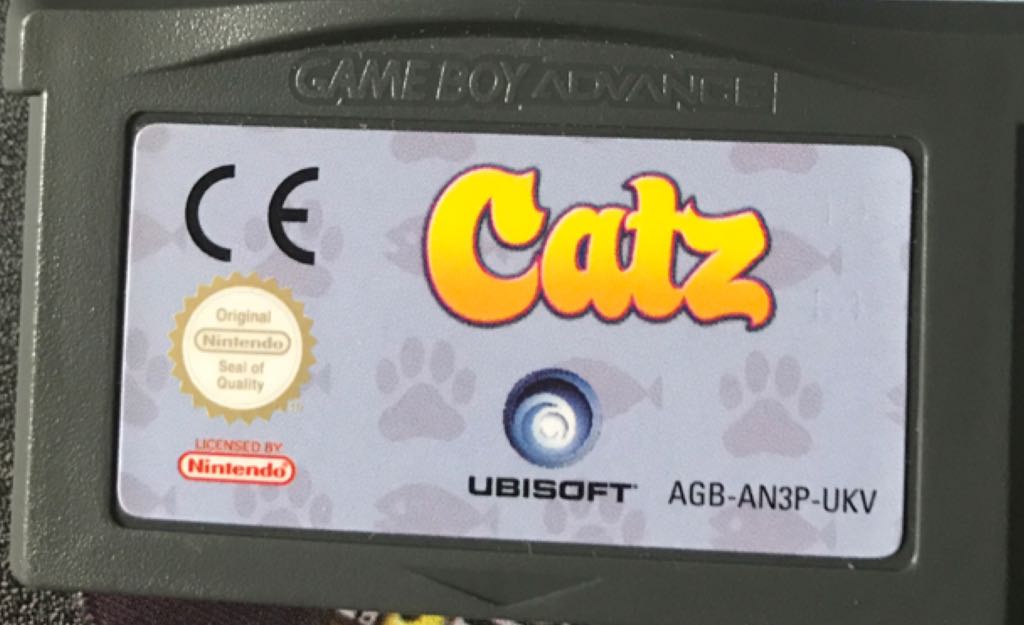 GAME BOY ADVANCE
CE
Catz
Original
Nintendo
Seal of
Quality
LICENSED BY
Nintendo
UBISOFT
AGB-AN3P-UKV